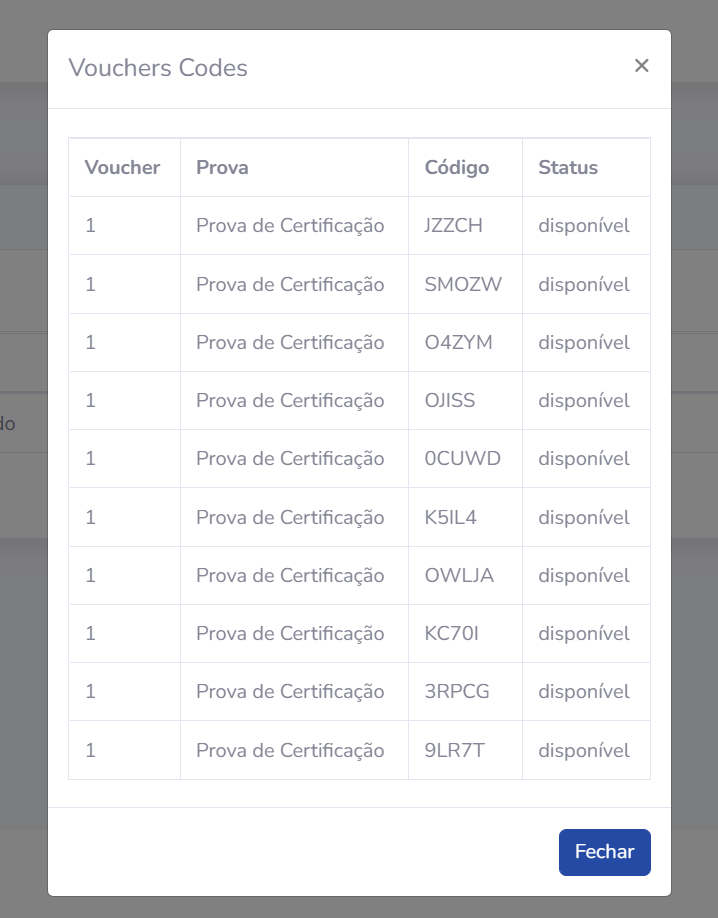 Vouchers Codes ×
Voucher Prova Código Status
1 Prova de Certificação JZZCH disponível
1 Prova de Certificação SMOZW disponível
1 Prova de Certificação O4ZYM disponível
1 Prova de Certificação OJISS disponível
1 Prova de Certificação 0CUWD disponível
1 Prova de Certificação K5IL4 disponível
1 Prova de Certificação OWLJA disponível
1 Prova de Certificação KC70I disponível
1 Prova de Certificação 3RPCG disponível
1 Prova de Certificação 9LR7T disponível
do
Fechar